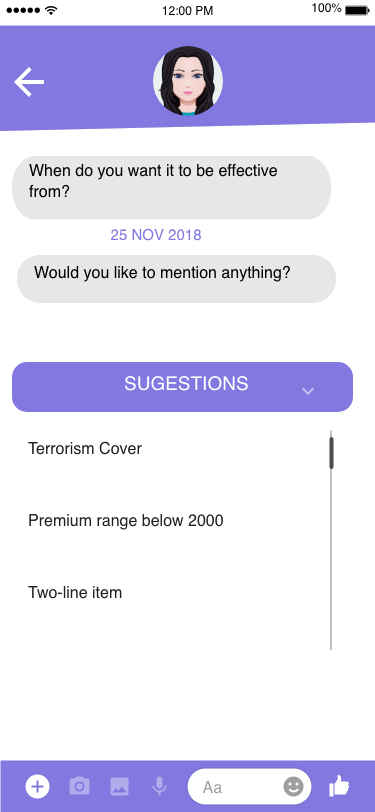 12:00 PM
100%
When do you want it to be effective
from?
25 NOV 2018
Would you like to mention anything?
SUGESTIONS
Terrorism Cover
Premium range below 2000
Two-line item
Aa